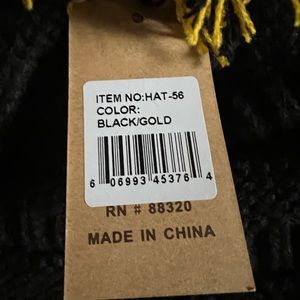 ITEM NO:HAT-56
COLOR:
BLACK/GOLD
6 06993 45376 4
RN # 88320
MADE IN CHINA